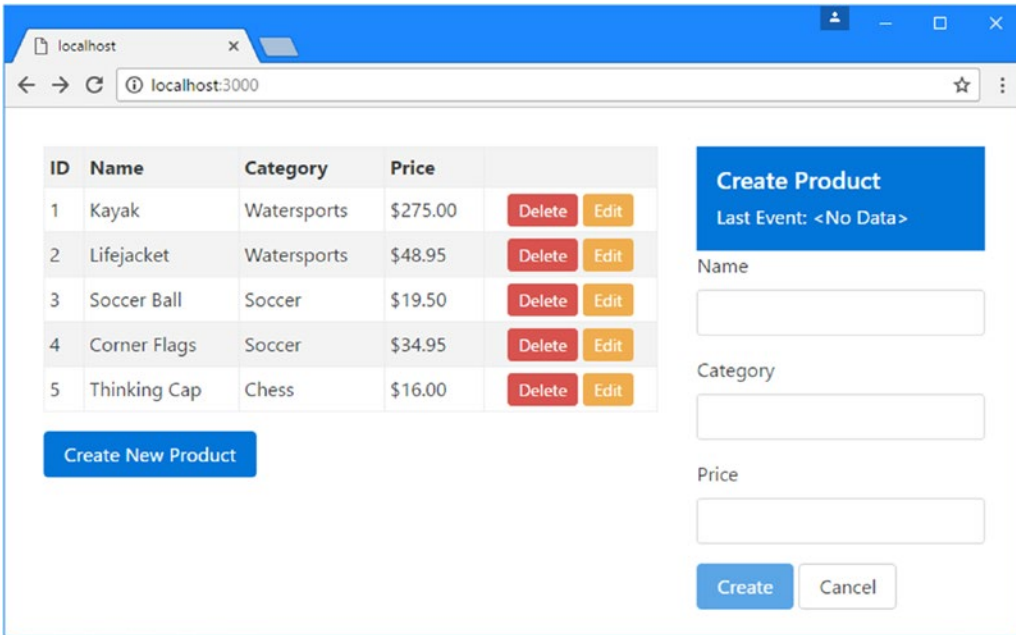 localhost
localhost:3000
ID Name Category Price
1 Kayak Watersports $275.00 Delete Edit
2 Lifejacket Watersports $48.95 Delete Edit
3 Soccer Ball Soccer $19.50 Delete Edit
4 Corner Flags Soccer $34.95 Delete Edit
5 Thinking Cap Chess $16.00 Delete Edit
Create New Product
Create Product
Last Event: <No Data>
Name
Category
Price
Create Cancel